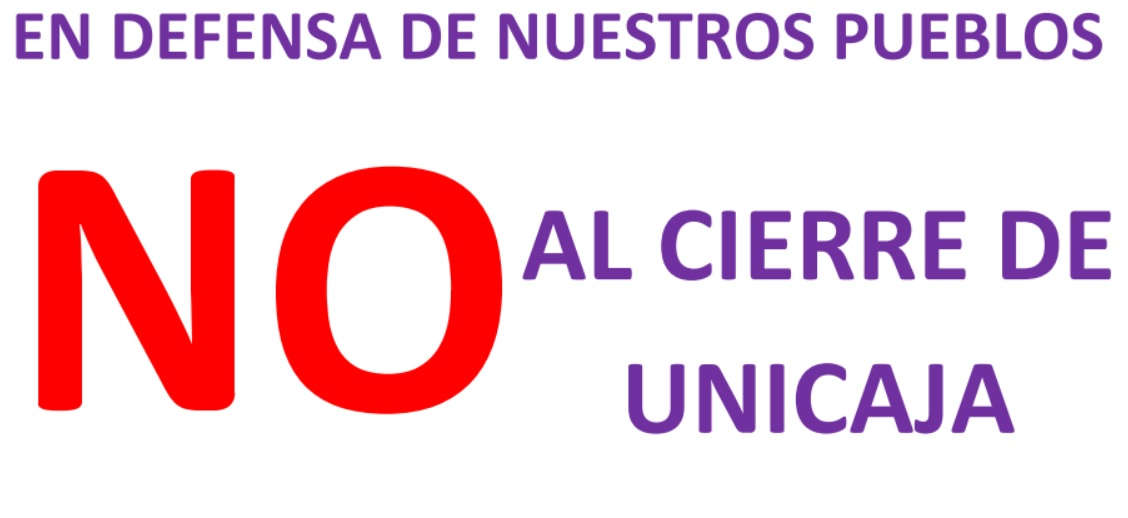 EN DEFENSA DE NUESTROS PUEBLOS
NO AL CIERRE DE
UNICAJA